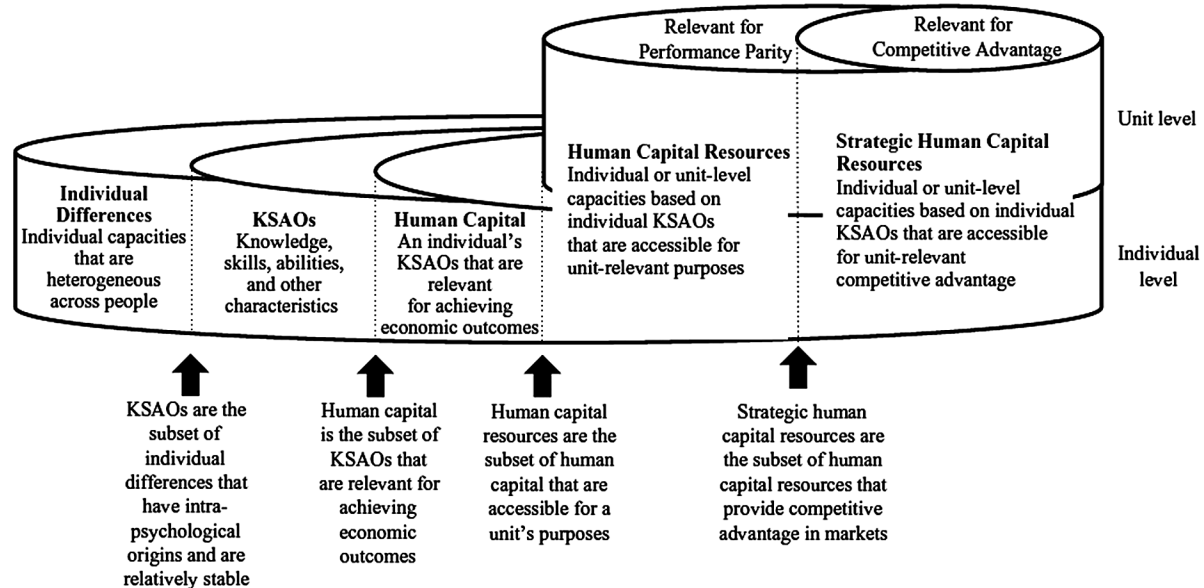 Relevant for
Performance Parity
Relevant for
Competitive Advantage
Unit level
Individual
level
Individual
Differences
Individual capacities
that are
heterogeneous
across people
KSAOs
Knowledge,
skills, abilities,
and other
characteristics
Human Capital
An individual's
KSAOs that are
relevant
for achieving
economic outcomes
Human Capital Resources
Individual or unit-level
capacities based on
individual KSAOs
that are accessible for
unit-relevant purposes
Strategic Human Capital
Resources
Individual or unit-level
capacities based on individual
KSAOs that are accessible
for unit-relevant
competitive advantage
KSAOs are the
subset of
individual
differences that
have intra-
psychological
origins and are
relatively stable
Human capital
is the subset of
KSAOs that
are relevant for
achieving
economic
outcomes
Human capital
resources are the
subset of human
capital that are
accessible for a
unit's purposes
Strategic human
capital resources are
the subset of human
capital resources that
provide competitive
advantage in markets